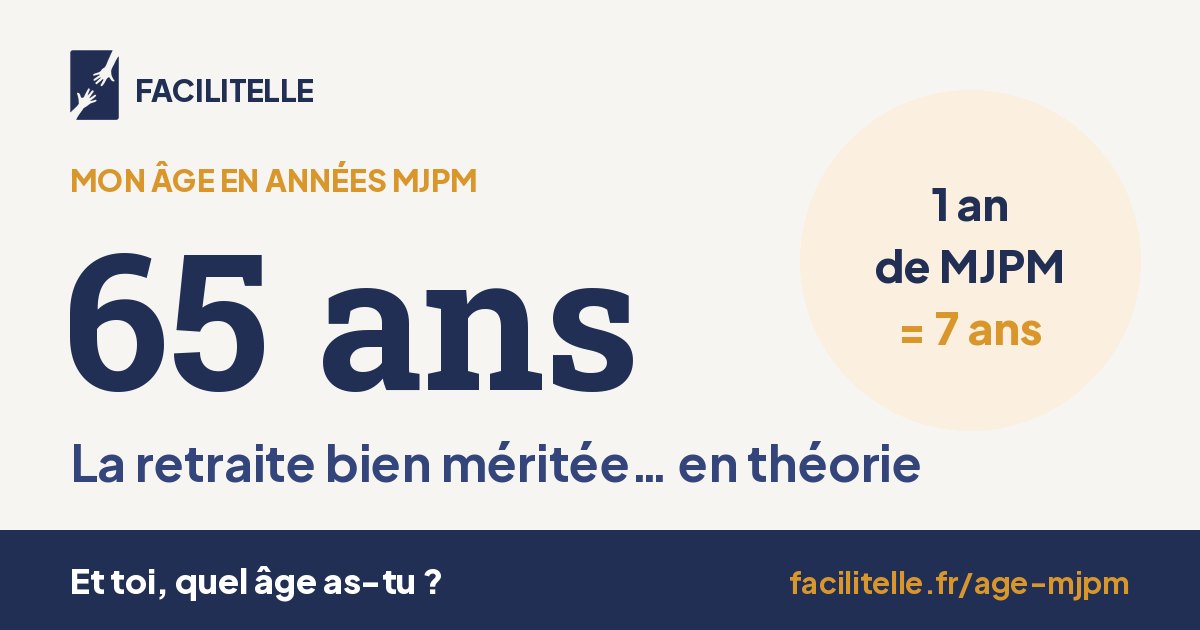 FACILITELLE
MON ÂGE EN ANNÉES MJPM
65 ans
La retraite bien méritée… en théorie
1 an
de MJPM
= 7 ans
Et toi, quel âge as-tu ?
facilitelle.fr/age-mjpm